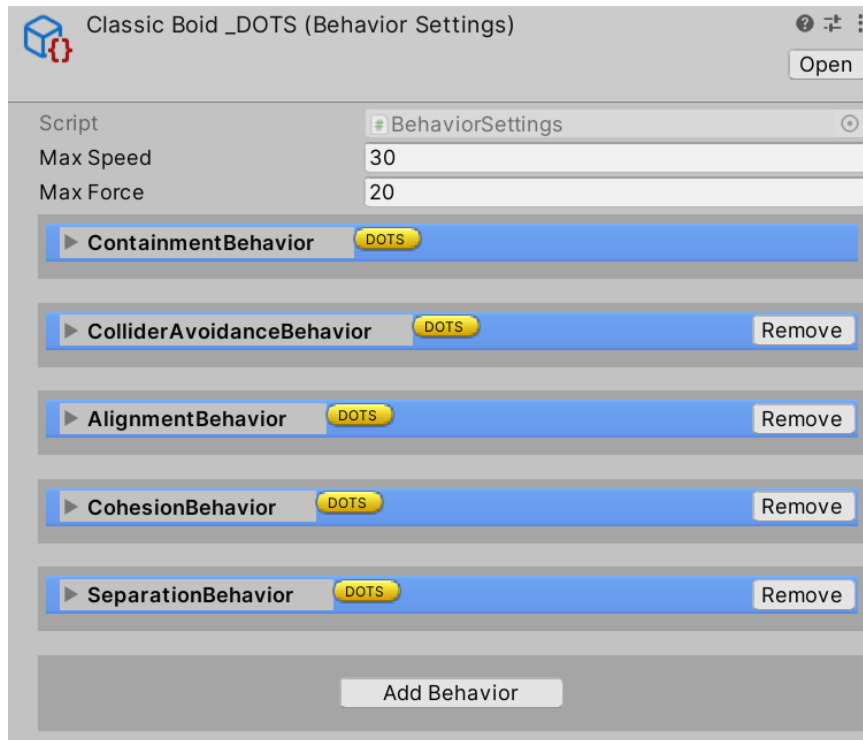 Classic Boid _DOTS (Behavior Settings)
Open
Script # BehaviorSettings
Max Speed 30
Max Force 20
ContainmentBehavior DOTS
ColliderAvoidanceBehavior DOTS Remove
AlignmentBehavior DOTS Remove
CohesionBehavior DOTS Remove
SeparationBehavior DOTS Remove
Add Behavior